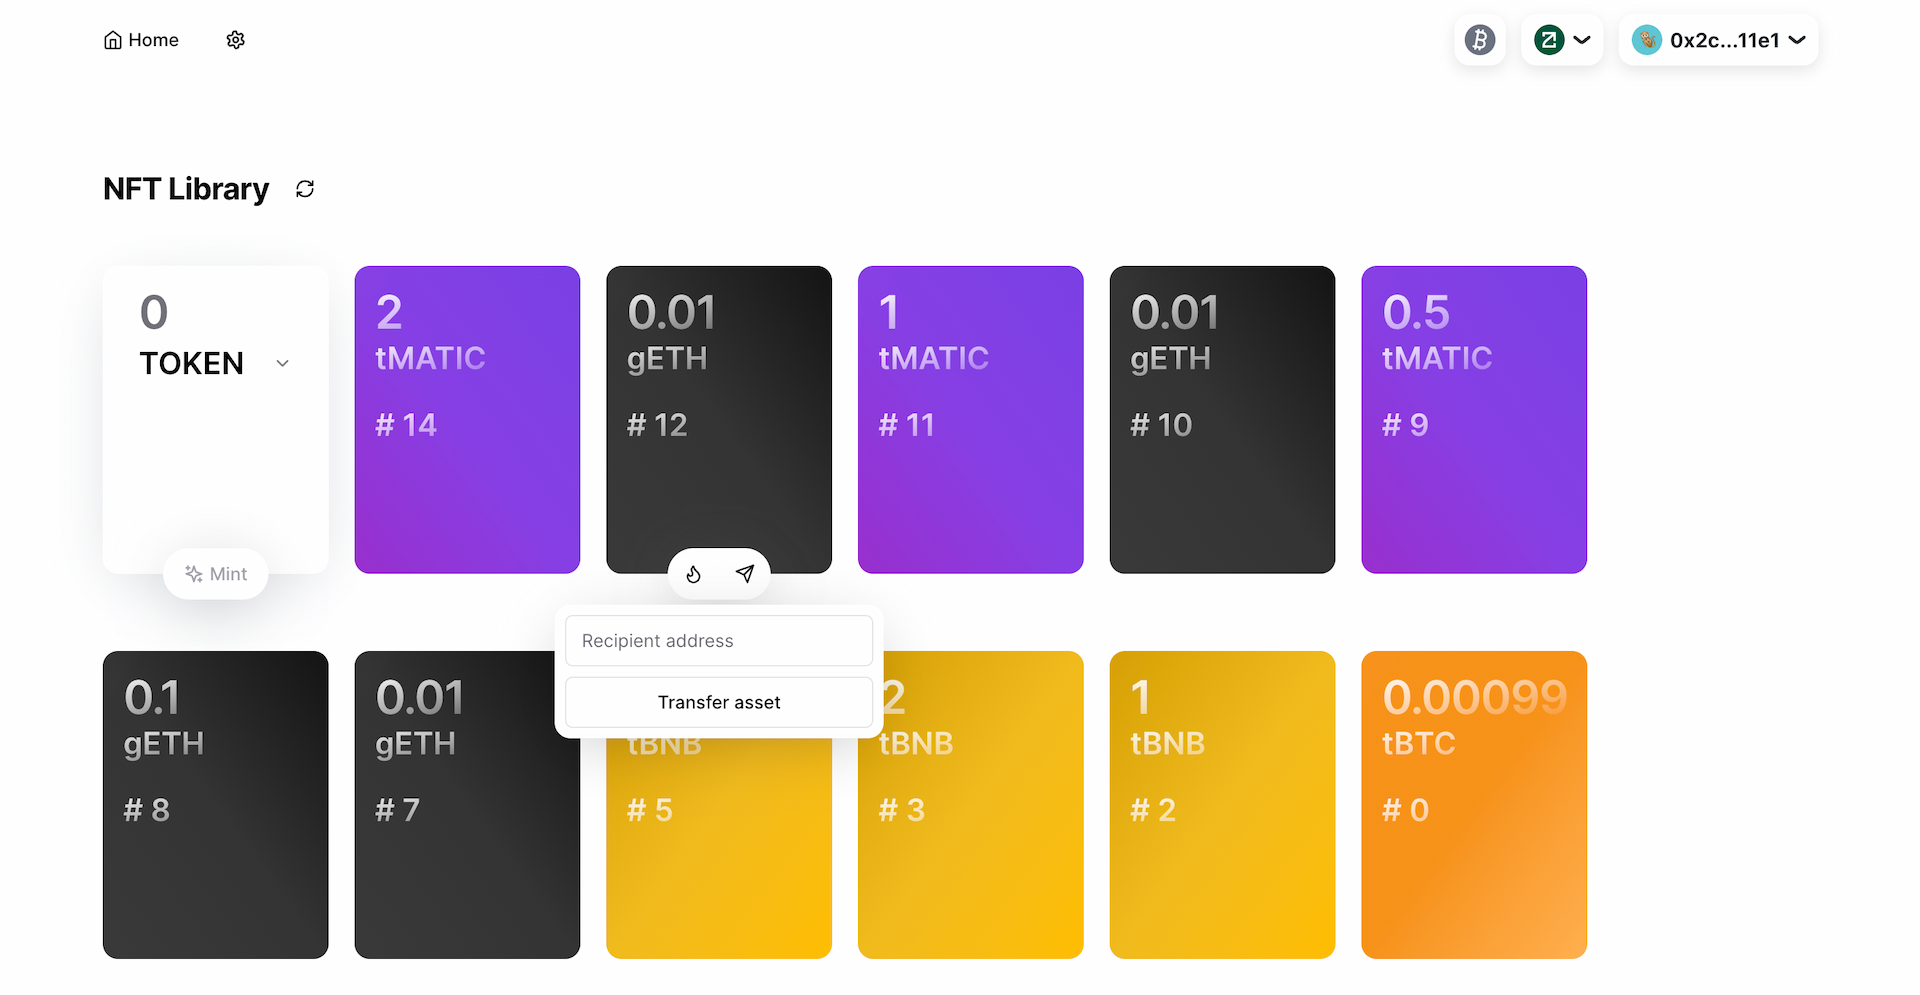 Home
0x2c...11e1
NFT Library
0
TOKEN
Mint
2
tMATIC
# 14
0.01
gETH
# 12
1
tMATIC
# 11
0.01
gETH
# 10
0.5
tMATIC
# 9
Recipient address
Transfer asset
0.1
gETH
# 8
0.01
gETH
# 7
tBNB
# 5
2
tBNB
# 3
1
tBNB
# 2
0.00099
tBTC
# 0